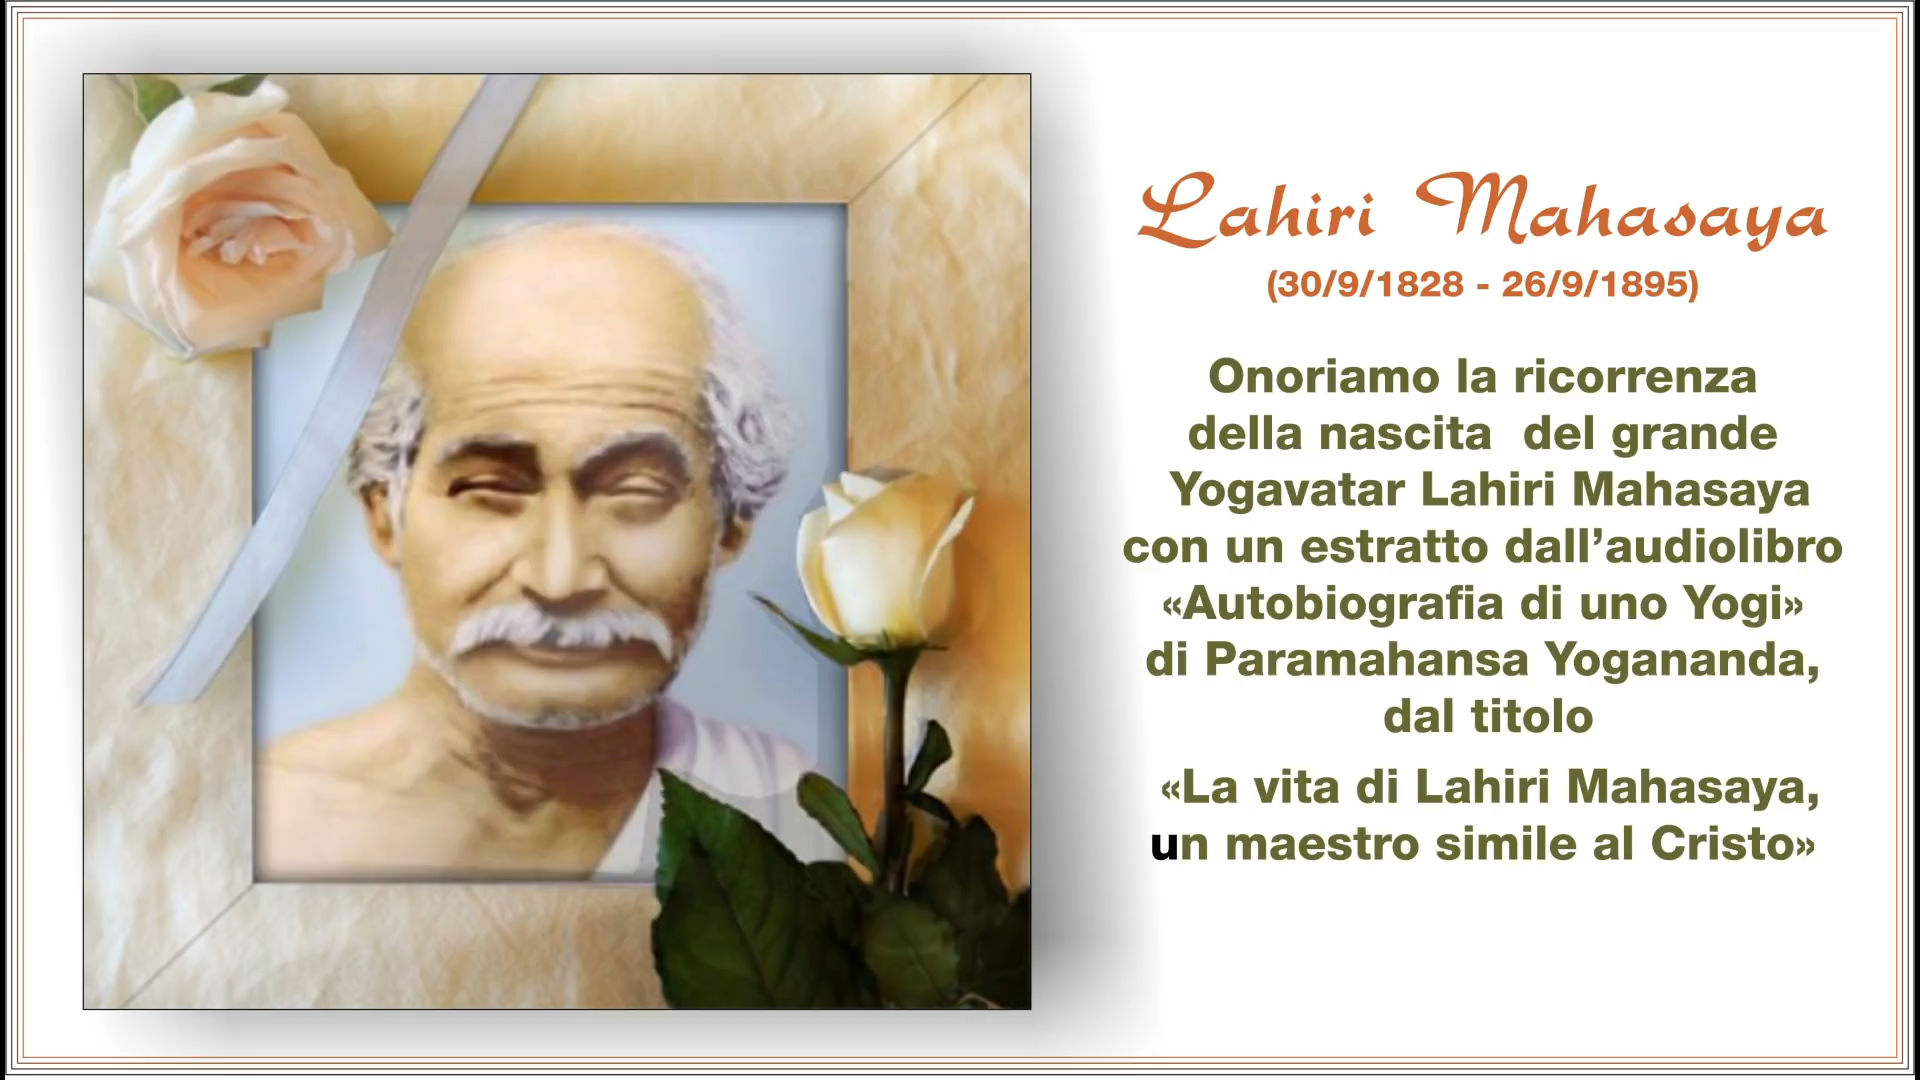 Lahiri Mahasaya
(30/9/1828 - 26/9/1895)
Onoriamo la ricorrenza
della nascita  del grande
Yogavatar Lahiri Mahasaya
con un estratto dall’audiolibro
«Autobiografia di uno Yogi»
di Paramahansa Yogananda,
dal titolo
«La vita di Lahiri Mahasaya,
un maestro simile al Cristo»